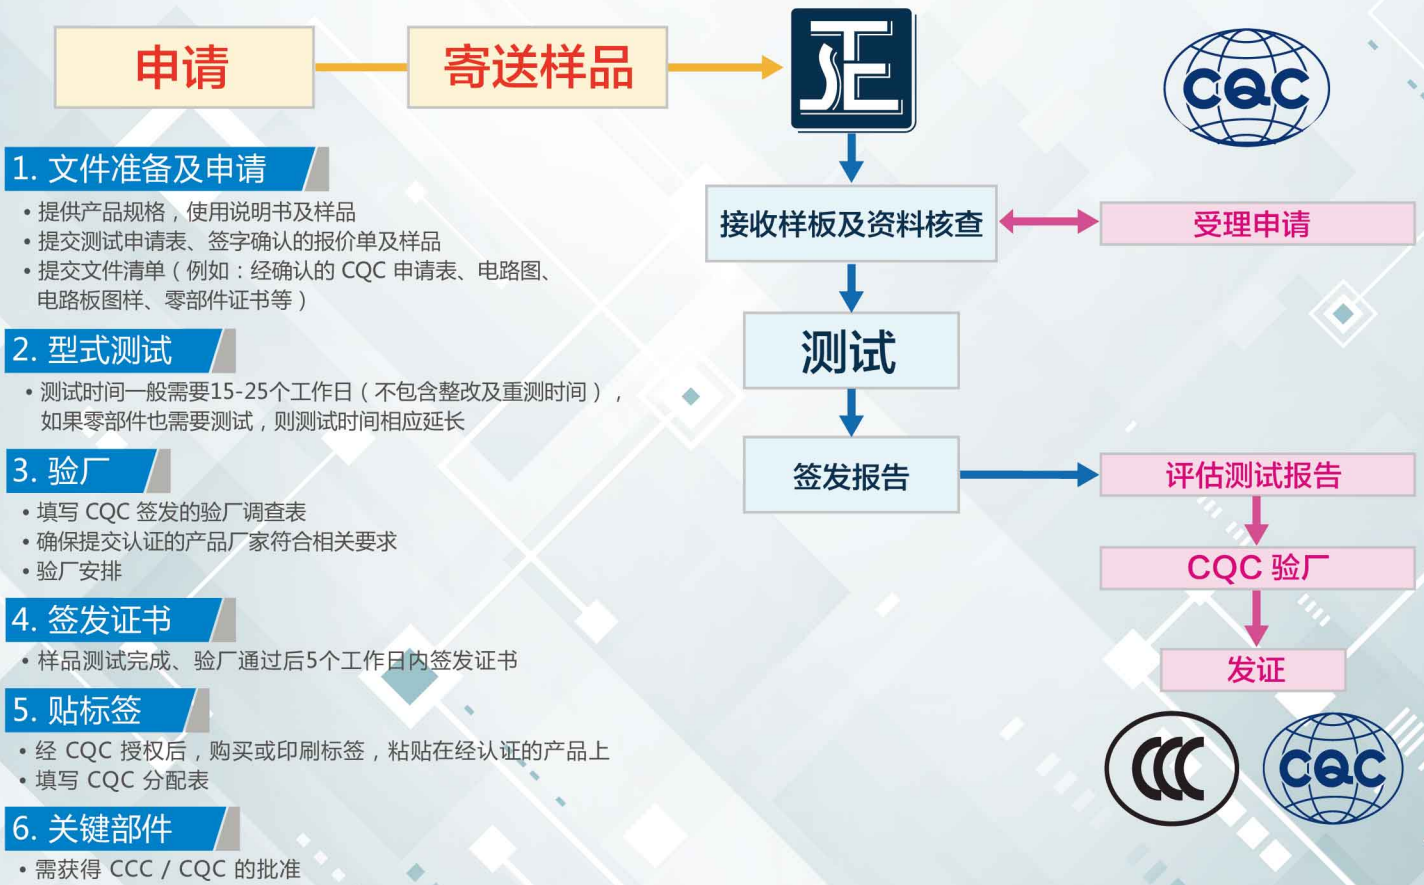 申请
寄送样品
CQC
1. 文件准备及申请
• 提供产品规格，使用说明书及样品
• 提交测试申请表、签字确认的报价单及样品
• 提交文件清单（例如：经确认的 CQC 申请表、电路图、
电路板图样、零部件证书等）
2. 型式测试
• 测试时间一般需要15-25个工作日（不包含整改及重测时间），
如果零部件也需要测试，则测试时间相应延长
3. 验厂
• 填写 CQC 签发的验厂调查表
• 确保提交认证的产品厂家符合相关要求
• 验厂安排
4. 签发证书
• 样品测试完成、验厂通过后5个工作日内签发证书
5. 贴标签
• 经 CQC 授权后，购买或印刷标签，粘贴在经认证的产品上
• 填写 CQC 分配表
6. 关键部件
• 需获得 CCC / CQC 的批准
接收样板及资料核查
受理申请
测试
签发报告
评估测试报告
CQC 验厂
发证
CCC
CQC